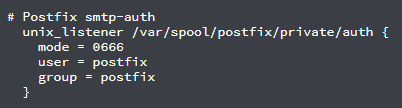 # Postfix smtp-auth
unix_listener /var/spool/postfix/private/auth {
mode = 0666
user = postfix
group = postfix
}